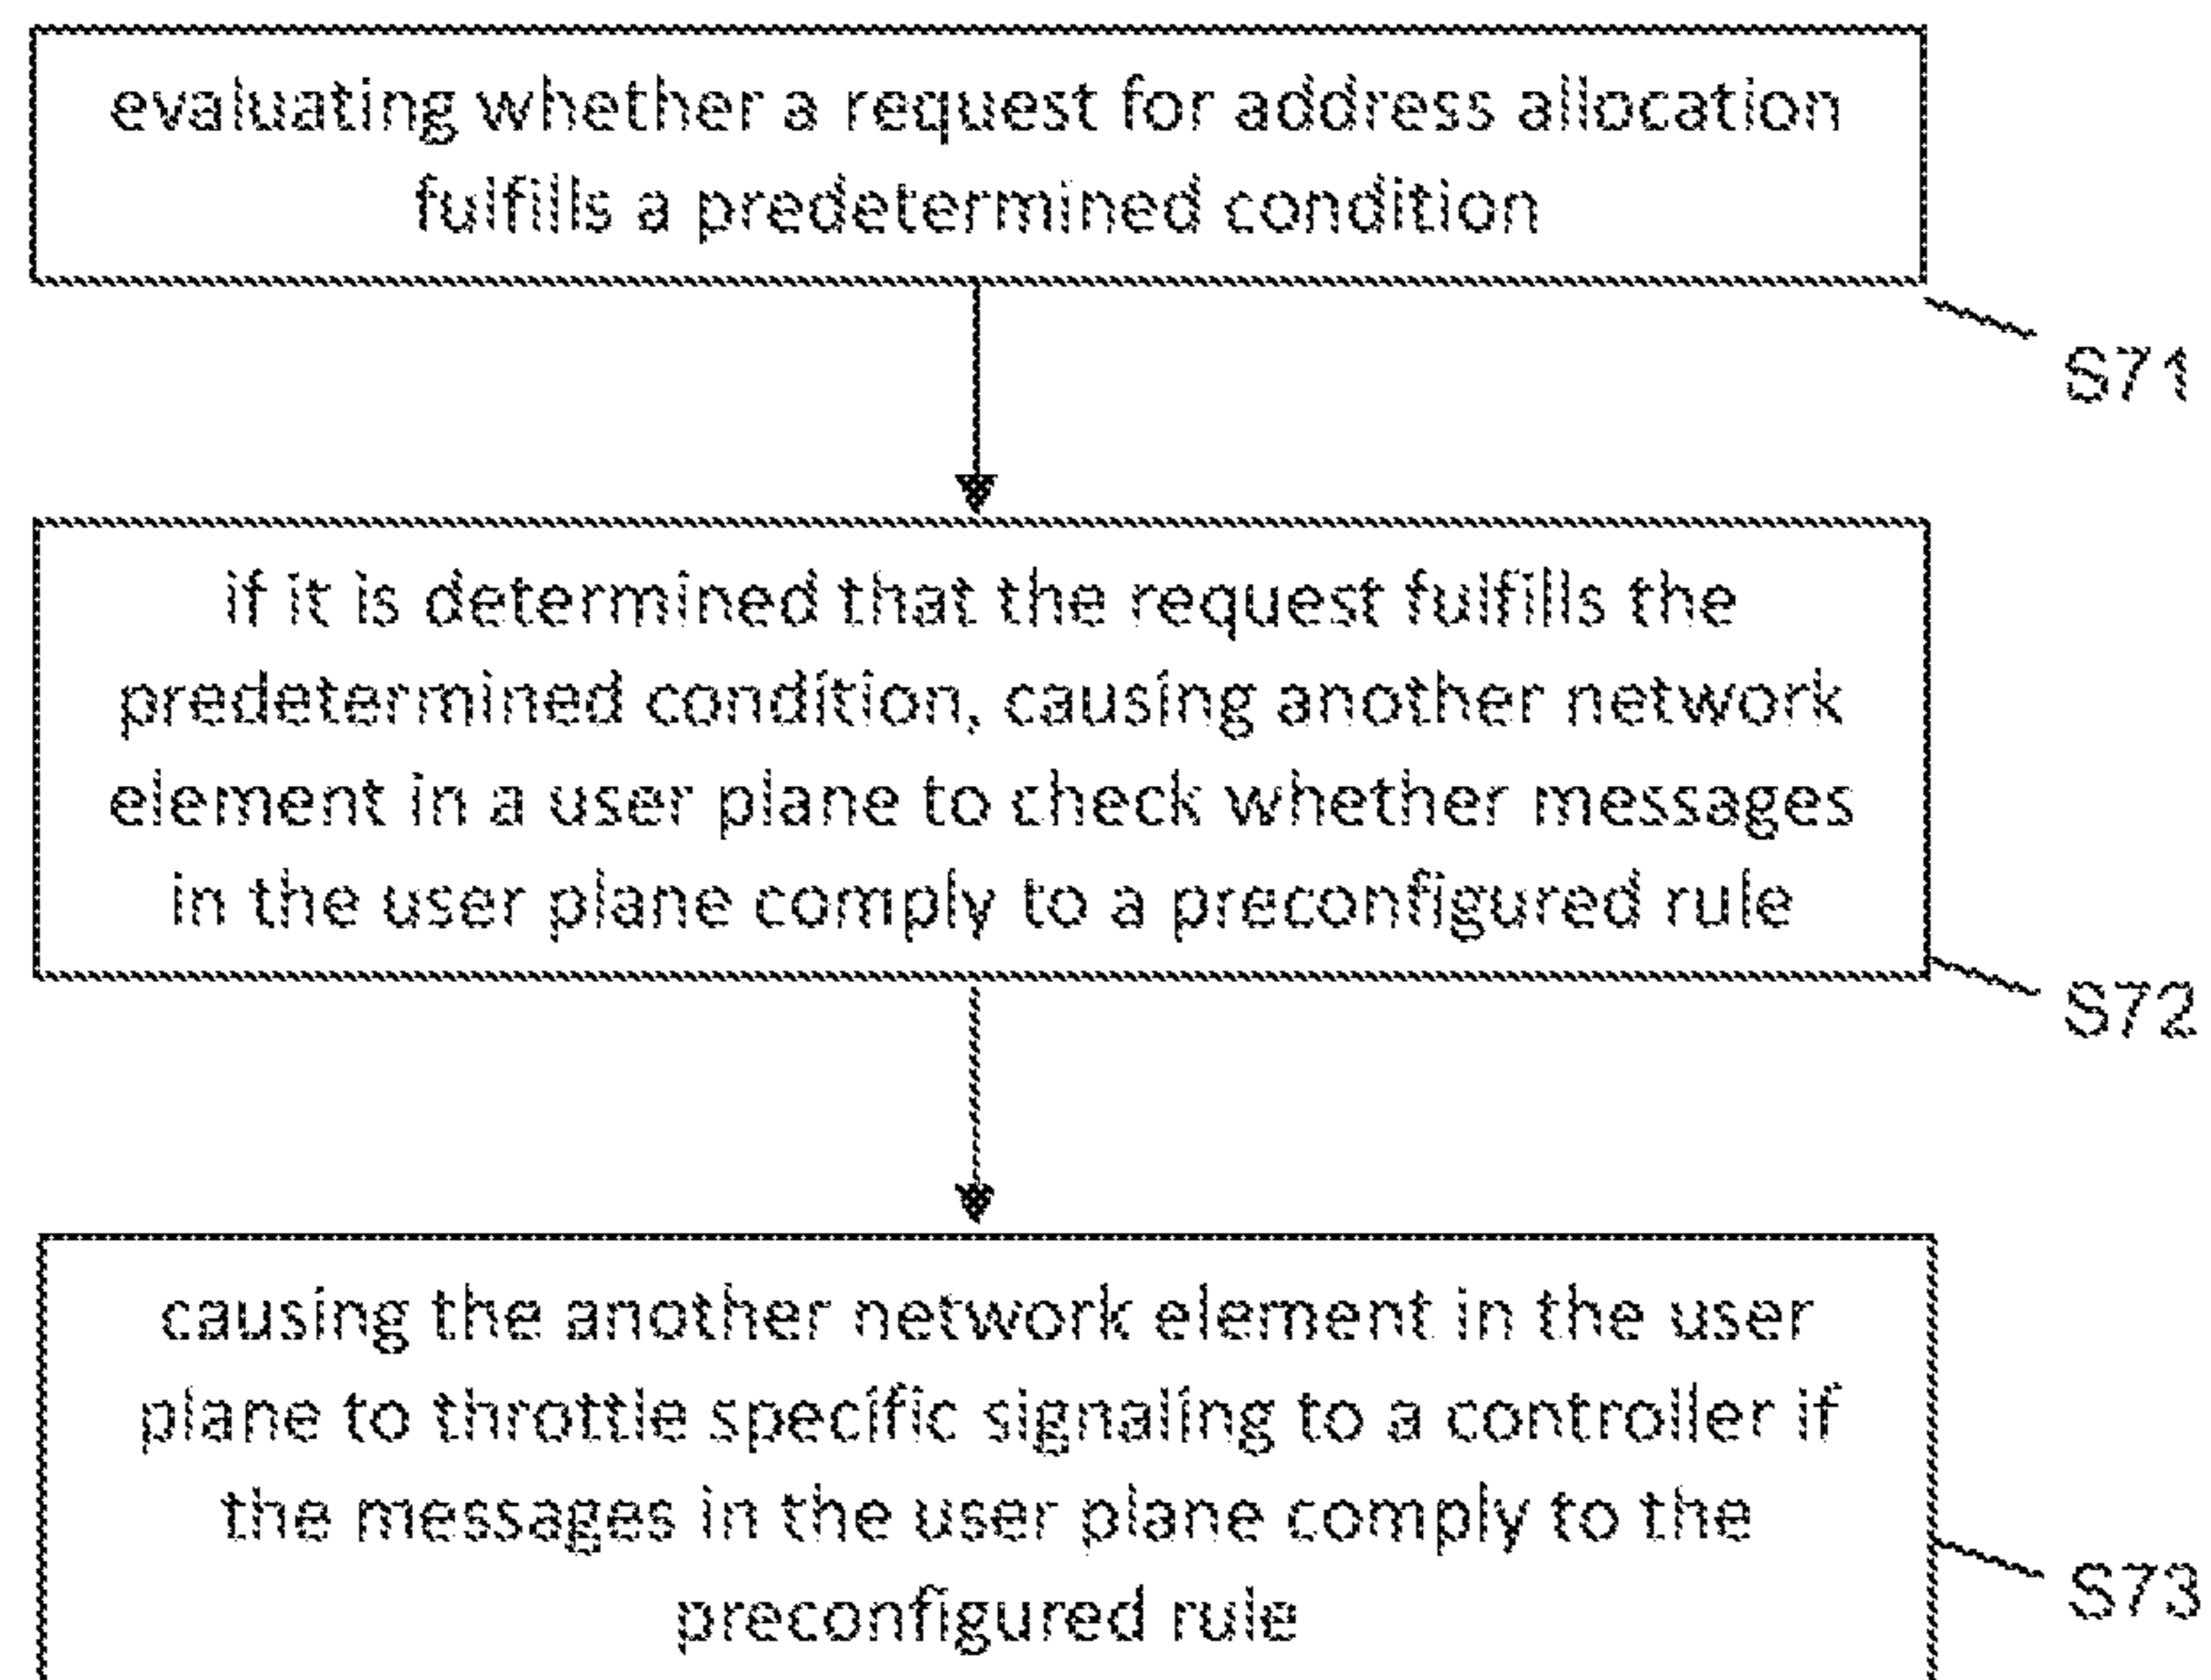 evaluating whether a request for address allocation
fulfills a predetermined condition
S71
if it is determined that the request fulfills the
predetermined condition, causing another network
element in a user plane to check whether messages
in the user plane comply to a preconfigured rule
S72
causing the another network element in the user
plane to throttle specific signaling to a controller if
the messages in the user plane comply to the
preconfigured rule
S73